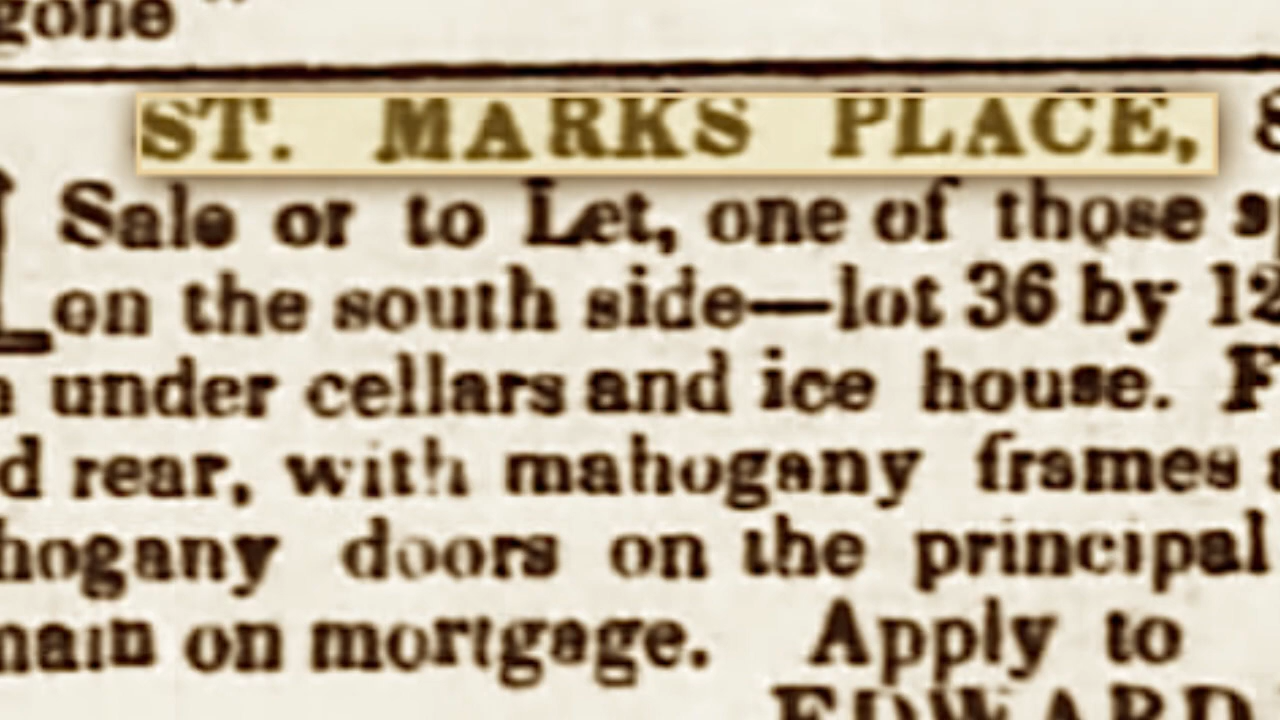 gone"
ST. MARKS PLACE,
Sale or to Let, one of those
on the south side—lot 36 by 12
under cellars and ice house. F
rear, with mahogany frames
hogany doors on the principal
main on mortgage. Apply to
EDWARD